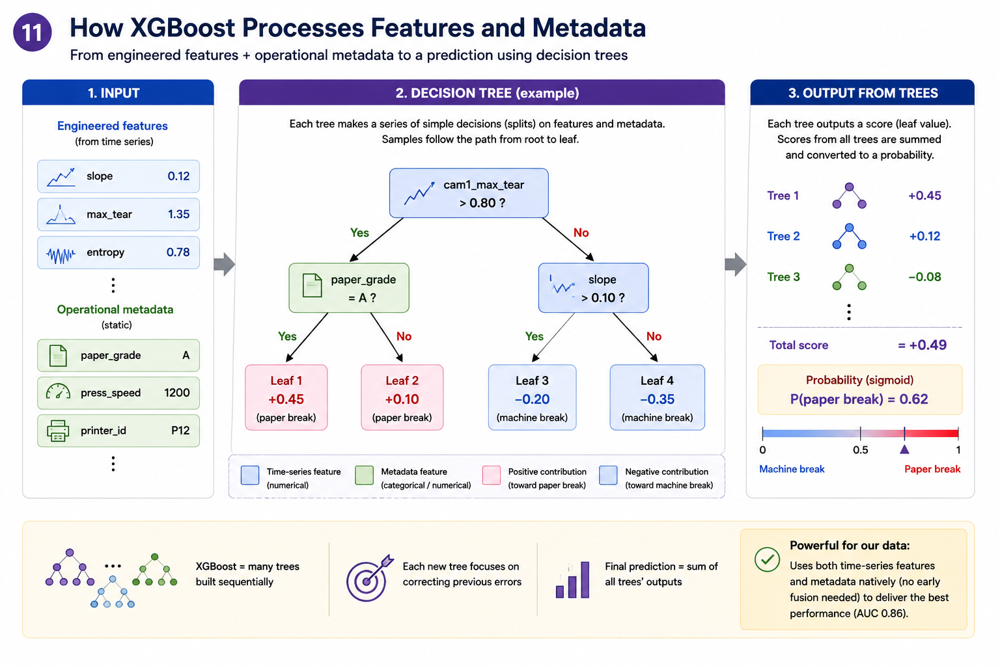 11
How XGBoost Processes Features and Metadata
From engineered features + operational metadata to a prediction using decision trees
1. INPUT
Engineered features
(from time series)
slope 0.12
max_tear 1.35
entropy 0.78
Operational metadata
(static)
paper_grade A
press_speed 1200
printer_id P12
2. DECISION TREE (example)
Each tree makes a series of simple decisions (splits) on features and metadata.
Samples follow the path from root to leaf.
cam1_max_tear
> 0.80 ?
Yes No
paper_grade
= A ?
slope
> 0.10 ?
Yes No Yes No
Leaf 1
+0.45
(paper break)
Leaf 2
+0.10
(paper break)
Leaf 3
−0.20
(machine break)
Leaf 4
−0.35
(machine break)
Time-series feature
(numerical)
Metadata feature
(categorical / numerical)
Positive contribution
(toward paper break)
Negative contribution
(toward machine break)
3. OUTPUT FROM TREES
Each tree outputs a score (leaf value).
Scores from all trees are summed
and converted to a probability.
Tree 1 +0.45
Tree 2 +0.12
Tree 3 −0.08
Total score = +0.49
Probability (sigmoid)
P(paper break) = 0.62
0 0.5 1
Machine break Paper break
XGBoost = many trees
built sequentially
Each new tree focuses on
correcting previous errors
Final prediction = sum of
all trees' outputs
Powerful for our data:
Uses both time-series features
and metadata natively (no early
fusion needed) to deliver the best
performance (AUC 0.86).